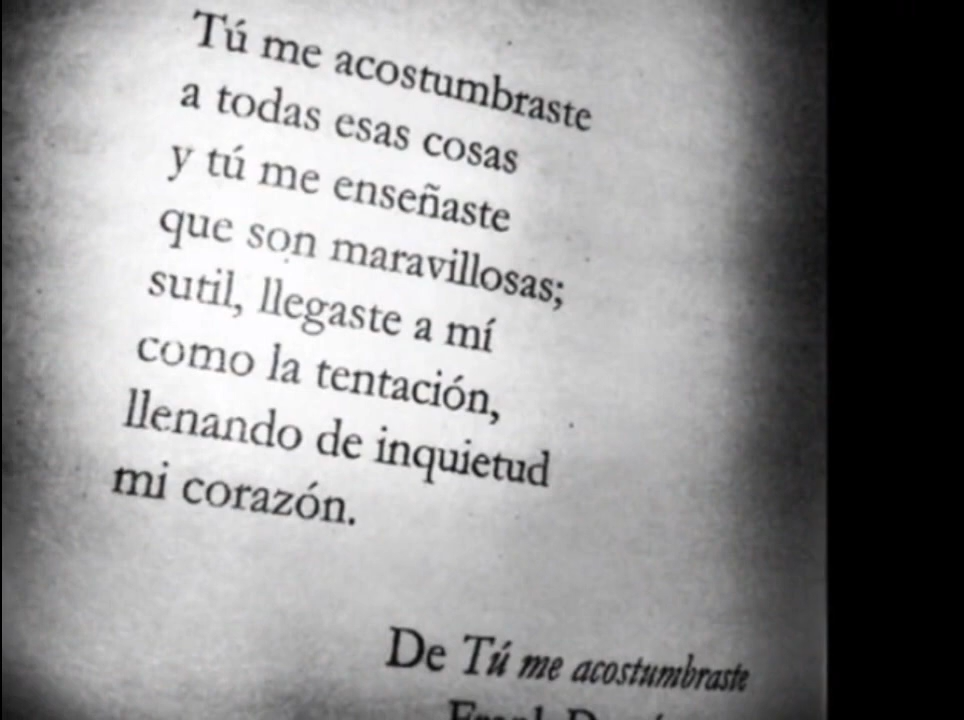 Tú me acostumbraste
a todas esas cosas
y tú me enseñaste
que son maravillosas;
sutil, llegaste a mí
como la tentación,
llenando de inquietud
mi corazón.
De Tú me acostumbraste